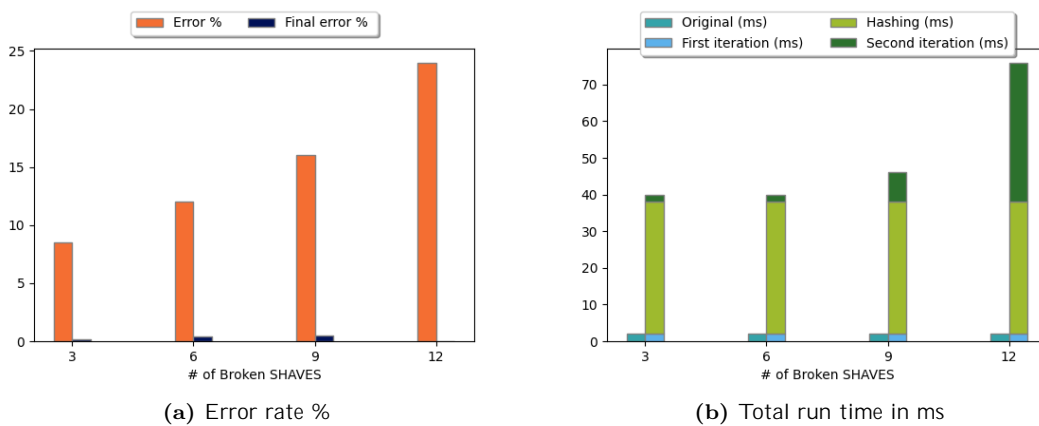 Error %
Final error %
25
20
15
10
5
0
3
6
9
12
# of Broken SHAVES
(a) Error rate %
Original (ms)
Hashing (ms)
First iteration (ms)
Second iteration (ms)
70
60
50
40
30
20
10
0
3
6
9
12
# of Broken SHAVES
(b) Total run time in ms